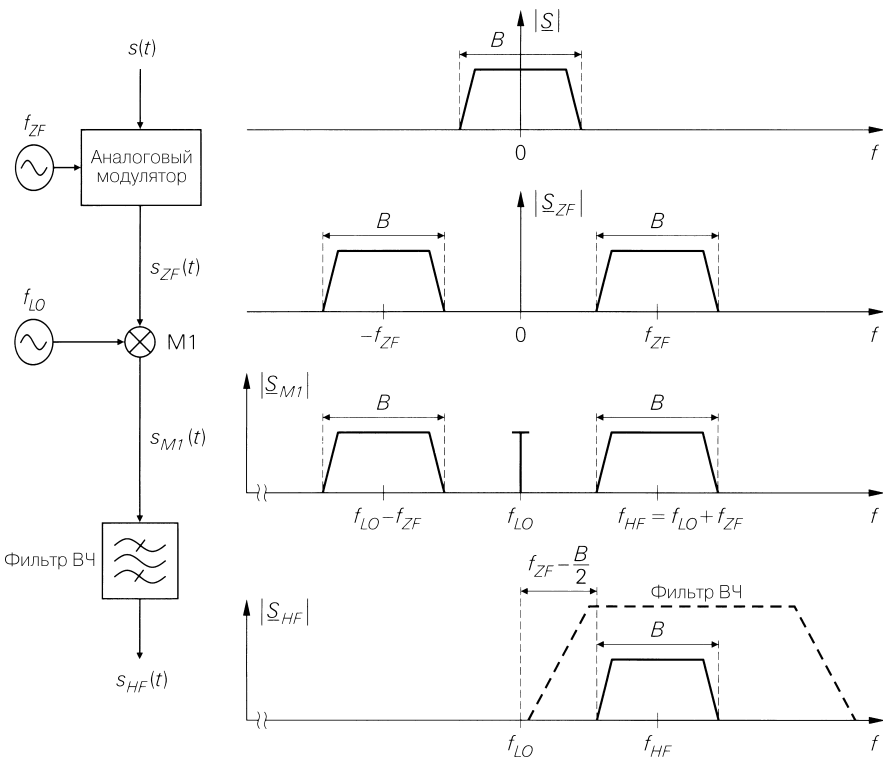 s(t)
f_ZF
Аналоговый
модулятор
s_ZF(t)
f_LO
M1
s_M1(t)
Фильтр ВЧ
s_HF(t)
|S|
B
0
f
|S_ZF|
B
B
−f_ZF
0
f_ZF
f
|S_M1|
B
B
f_LO − f_ZF
f_LO
f_HF = f_LO + f_ZF
f
f_ZF − B/2
|S_HF|
Фильтр ВЧ
B
f_LO
f_HF
f